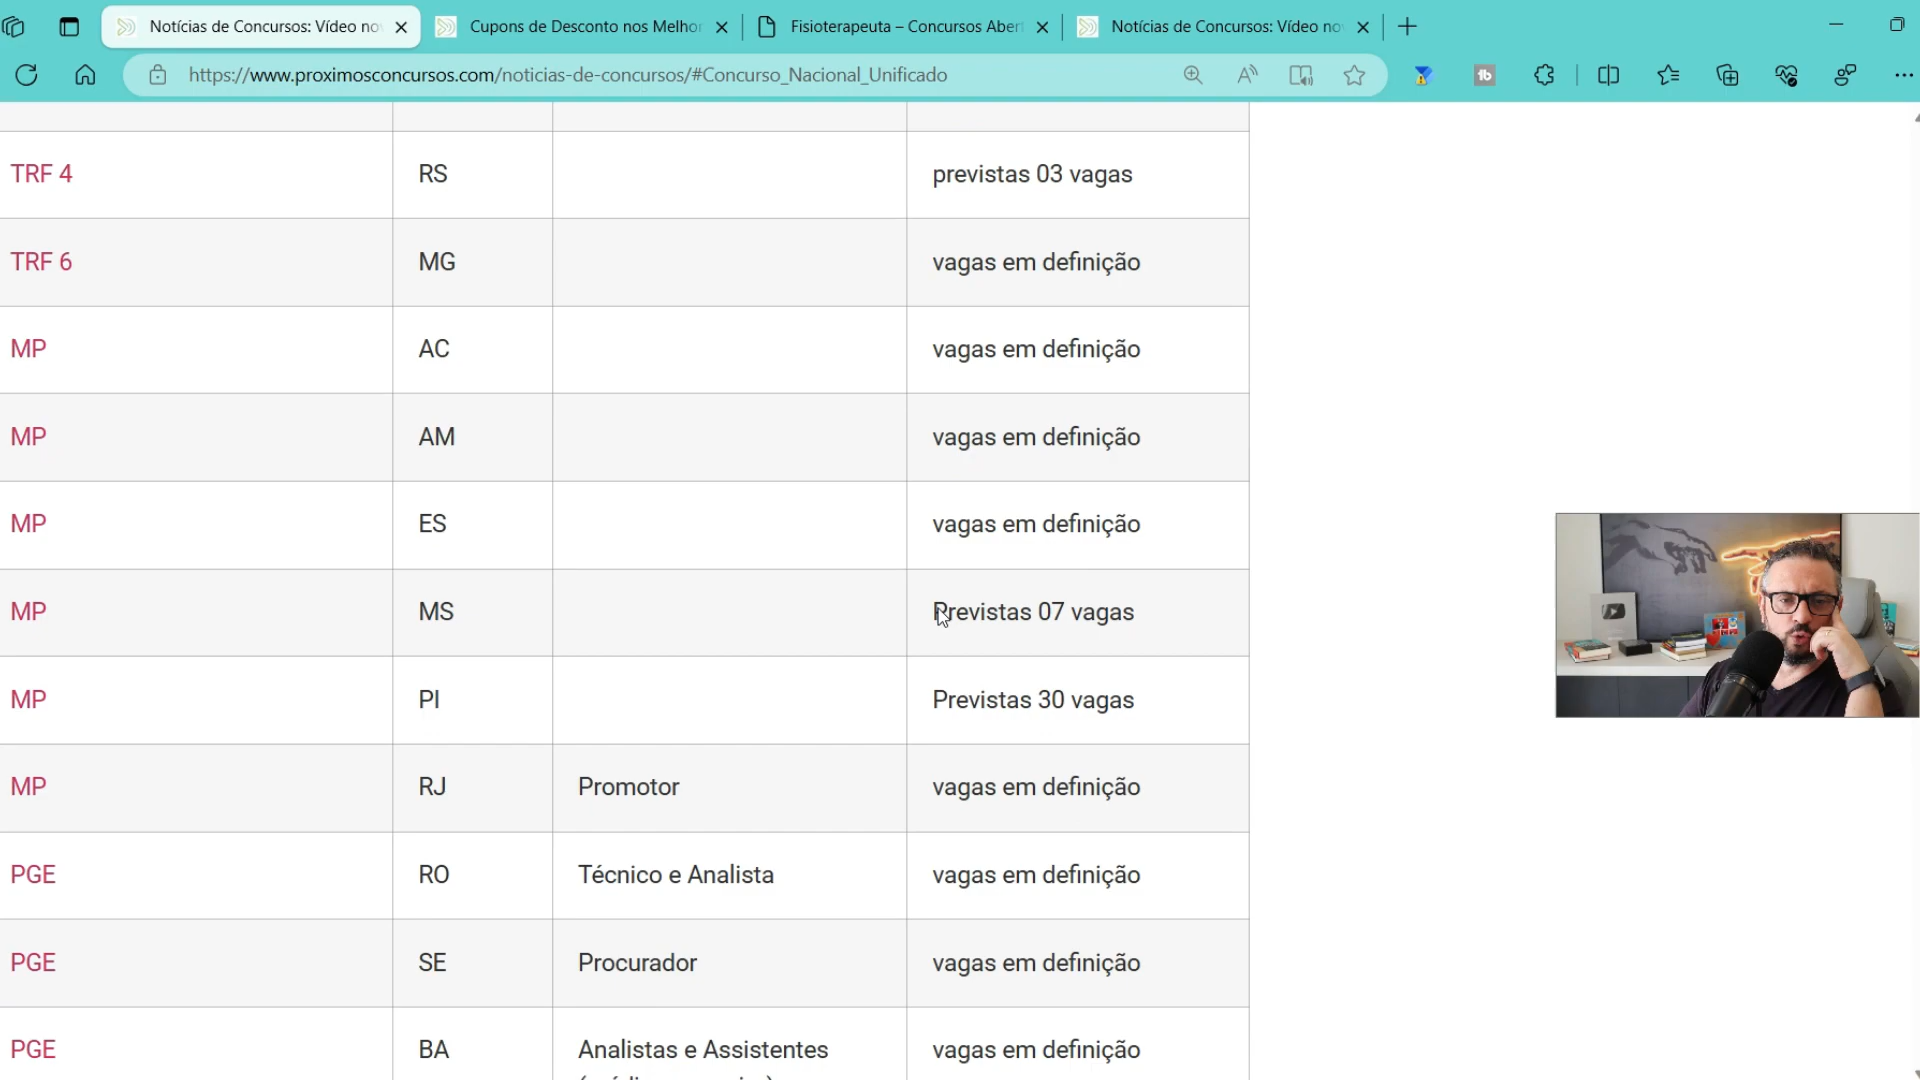 Notícias de Concursos: Vídeo no
Cupons de Desconto nos Melhor
Fisioterapeuta – Concursos Aber
Notícias de Concursos: Vídeo no
https://www.proximosconcursos.com/noticias-de-concursos/#Concurso_Nacional_Unificado
TRF 4 RS previstas 03 vagas
TRF 6 MG vagas em definição
MP AC vagas em definição
MP AM vagas em definição
MP ES vagas em definição
MP MS Previstas 07 vagas
MP PI Previstas 30 vagas
MP RJ Promotor vagas em definição
PGE RO Técnico e Analista vagas em definição
PGE SE Procurador vagas em definição
PGE BA Analistas e Assistentes vagas em definição